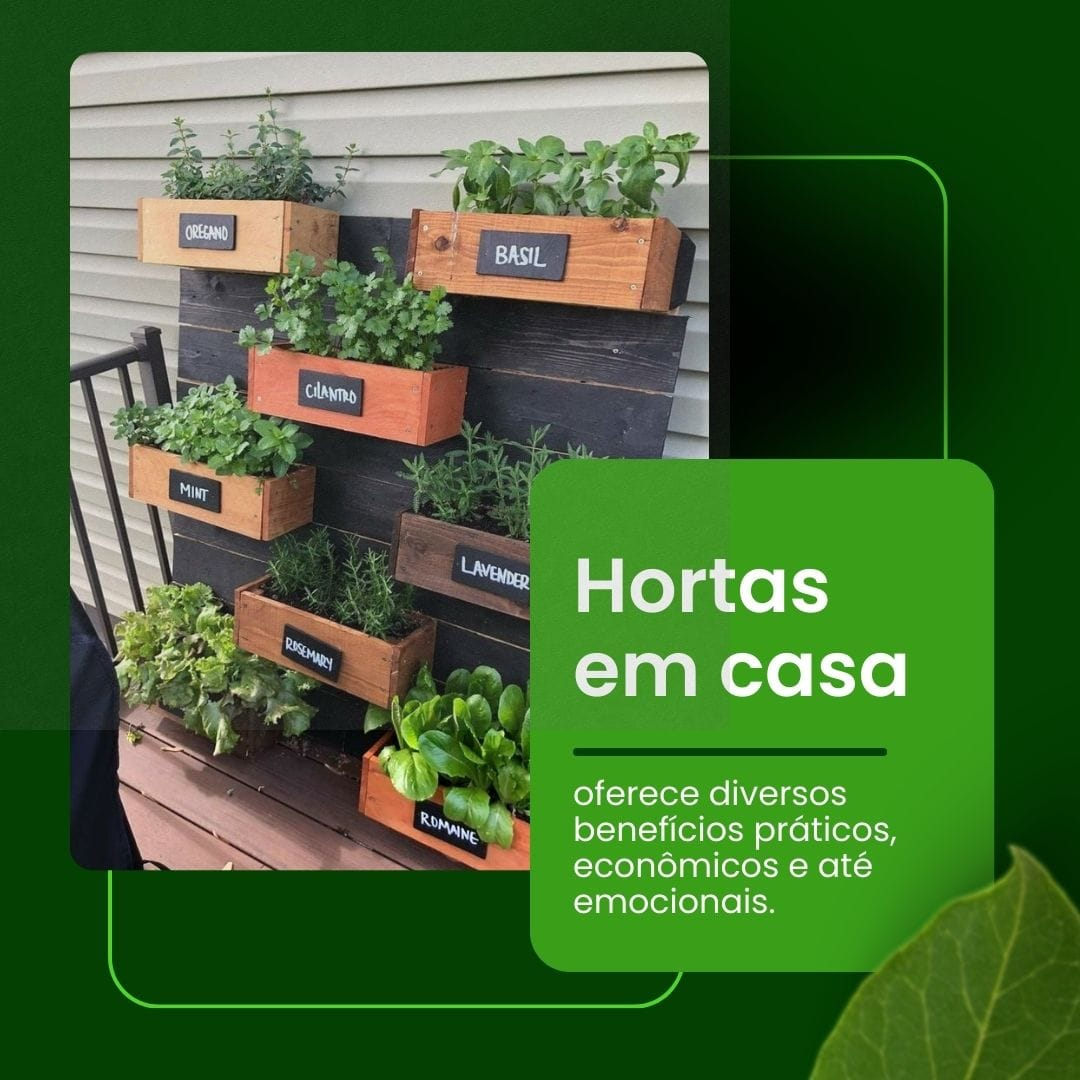 OREGANO
BASIL
CILANTRO
MINT
LAVENDER
ROSEMARY
ROMAINE
Hortas
em casa
oferece diversos
benefícios práticos,
econômicos e até
emocionais.